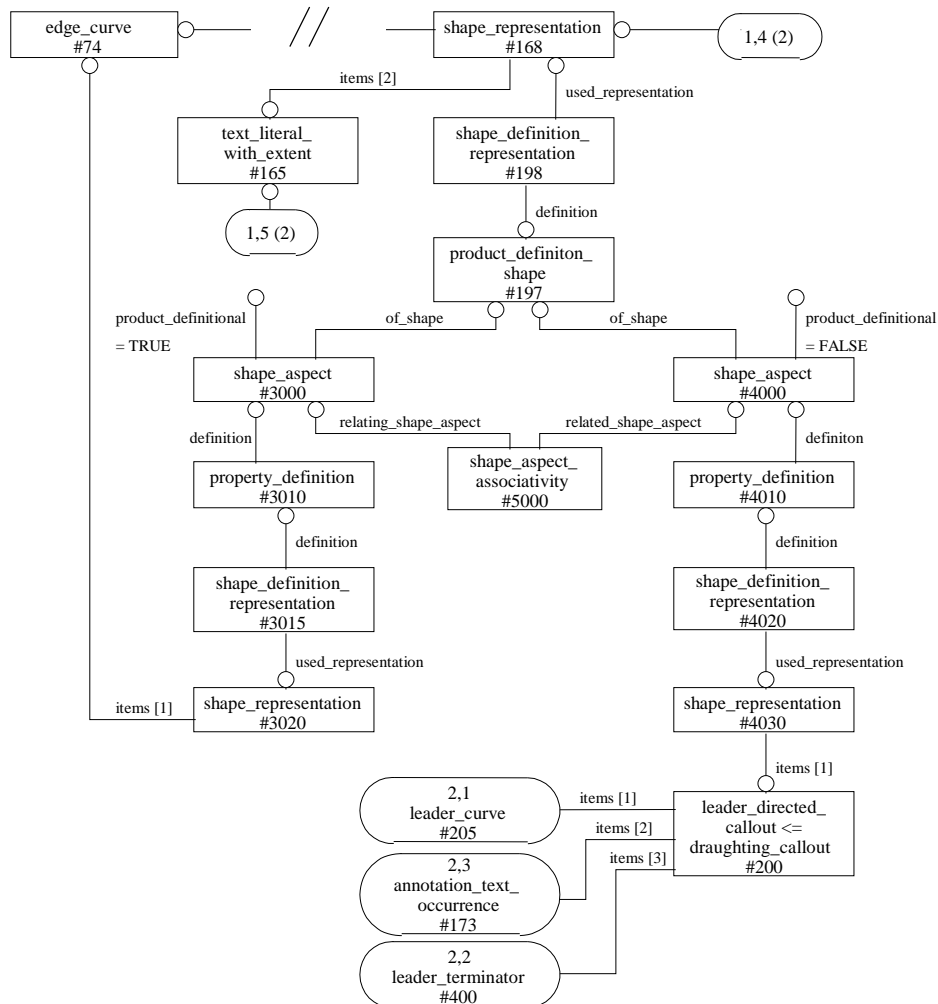 edge_curve
#74
shape_representation
#168
1,4 (2)
items [2]
used_representation
text_literal_
with_extent
#165
shape_definition_
representation
#198
1,5 (2)
definition
product_definiton_
shape
#197
product_definitional
= TRUE
of_shape
of_shape
product_definitional
= FALSE
shape_aspect
#3000
shape_aspect
#4000
relating_shape_aspect
related_shape_aspect
definition
definiton
shape_aspect_
associativity
#5000
property_definition
#3010
property_definition
#4010
definition
definition
shape_definition_
representation
#3015
shape_definition_
representation
#4020
used_representation
used_representation
items [1]
shape_representation
#3020
shape_representation
#4030
items [1]
2,1
leader_curve
#205
items [1]
items [2]
items [3]
leader_directed_
callout <=
draughting_callout
#200
2,3
annotation_text_
occurrence
#173
2,2
leader_terminator
#400